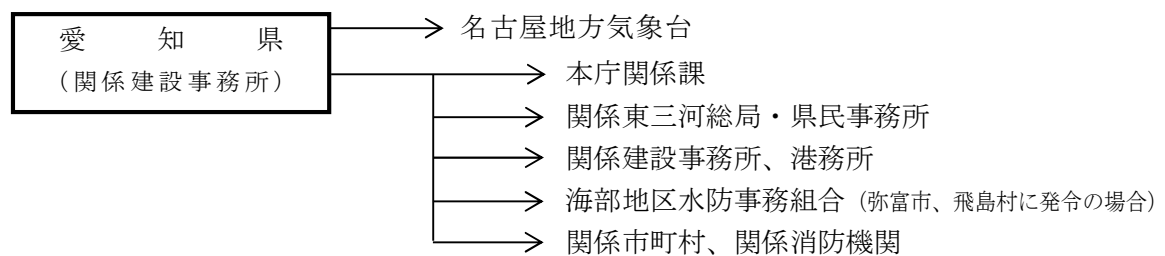 愛知県
（関係建設事務所）
名古屋地方気象台
本庁関係課
関係東三河総局・県民事務所
関係建設事務所、港務所
海部地区水防事務組合（弥富市、飛島村に発令の場合）
関係市町村、関係消防機関